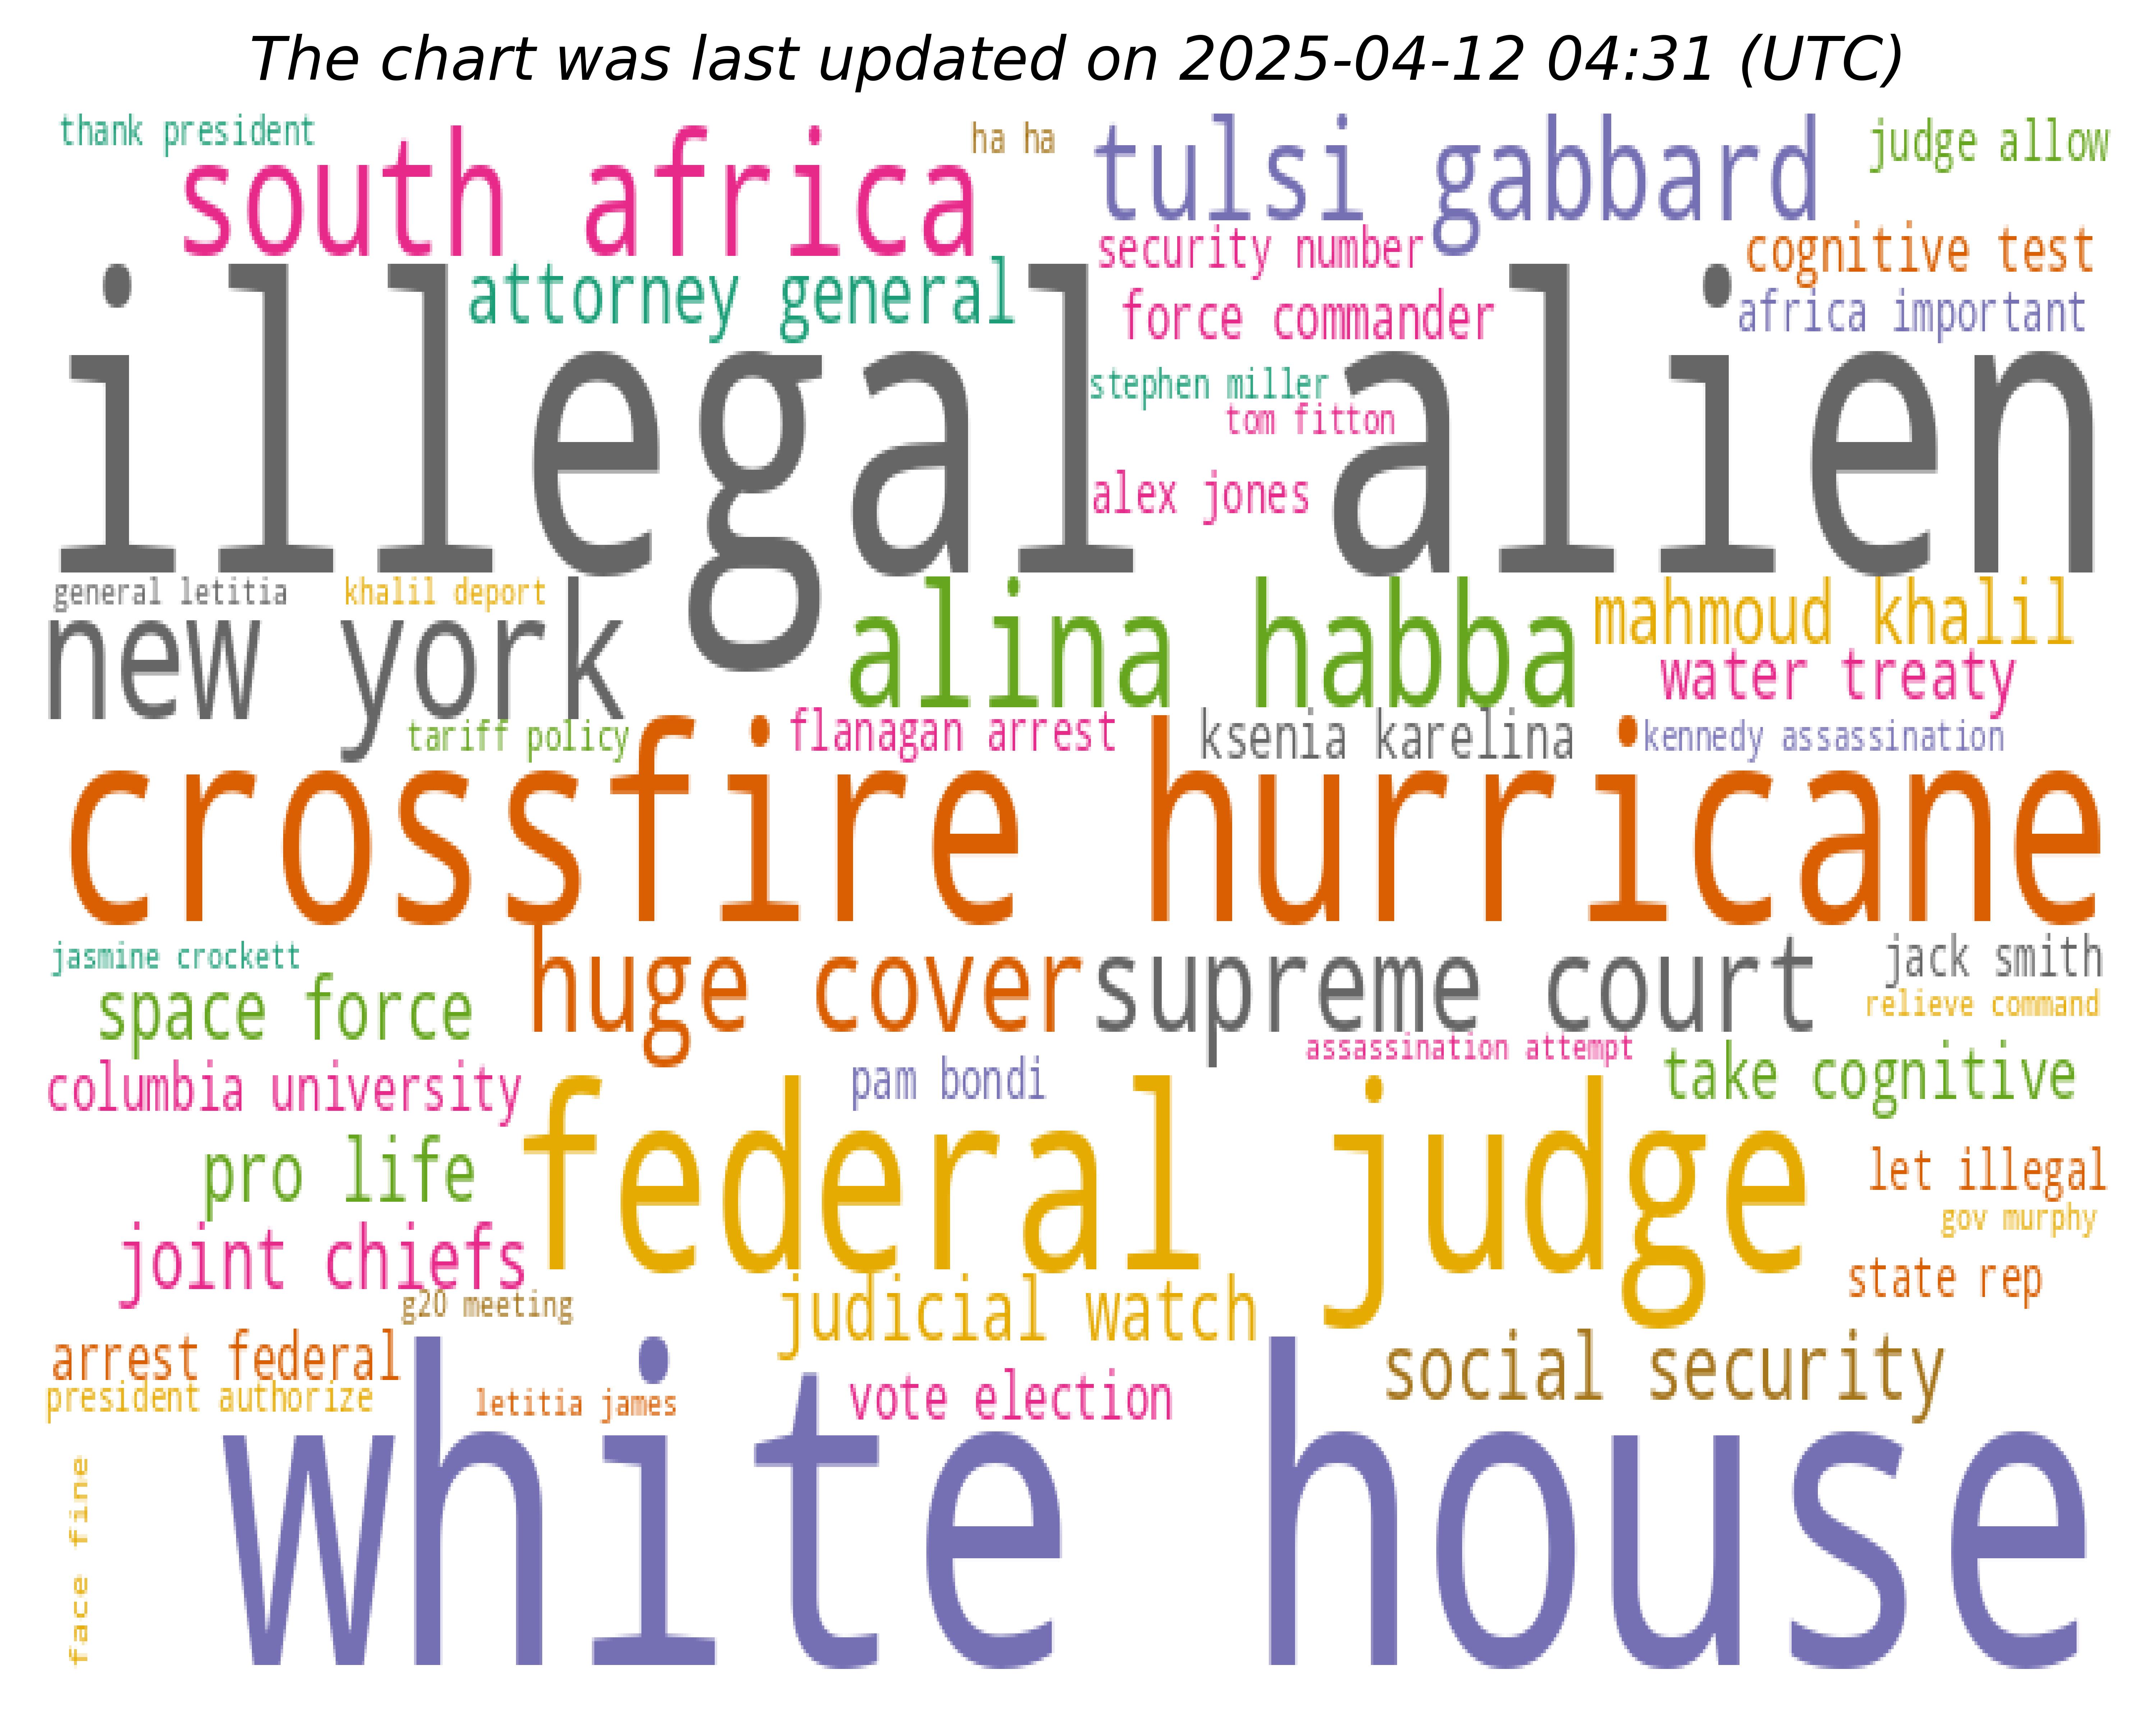 The chart was last updated on 2025-04-12 04:31 (UTC)
thank president
south africa
ha ha
tulsi gabbard
judge allow
security number
cognitive test
attorney general
force commander
africa important
illegal alien
stephen miller
tom fitton
alex jones
general letitia
khalil deport
new york
alina habba
mahmoud khalil
water treaty
tariff policy
flanagan arrest
ksenia karelina
kennedy assassination
crossfire hurricane
jasmine crockett
space force
huge cover
supreme court
jack smith
relieve command
assassination attempt
columbia university
pam bondi
take cognitive
pro life
federal judge
let illegal
gov murphy
joint chiefs
state rep
g20 meeting
judicial watch
arrest federal
president authorize
letitia james
vote election
social security
face fine
white house